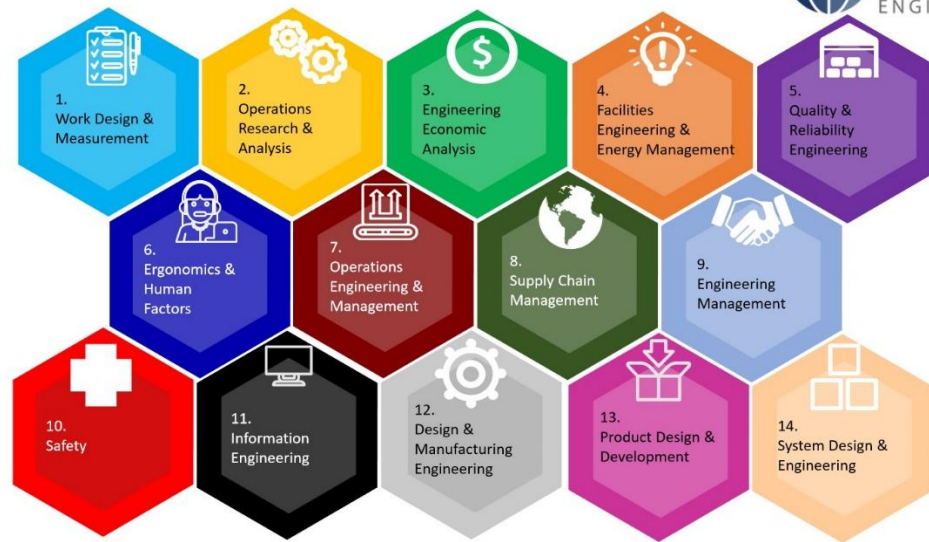 ENGI
1.
Work Design &
Measurement
2.
Operations
Research &
Analysis
3.
Engineering
Economic
Analysis
4.
Facilities
Engineering &
Energy Management
5.
Quality &
Reliability
Engineering
6.
Ergonomics &
Human
Factors
7.
Operations
Engineering &
Management
8.
Supply Chain
Management
9.
Engineering
Management
10.
Safety
11.
Information
Engineering
12.
Design &
Manufacturing
Engineering
13.
Product Design &
Development
14.
System Design &
Engineering